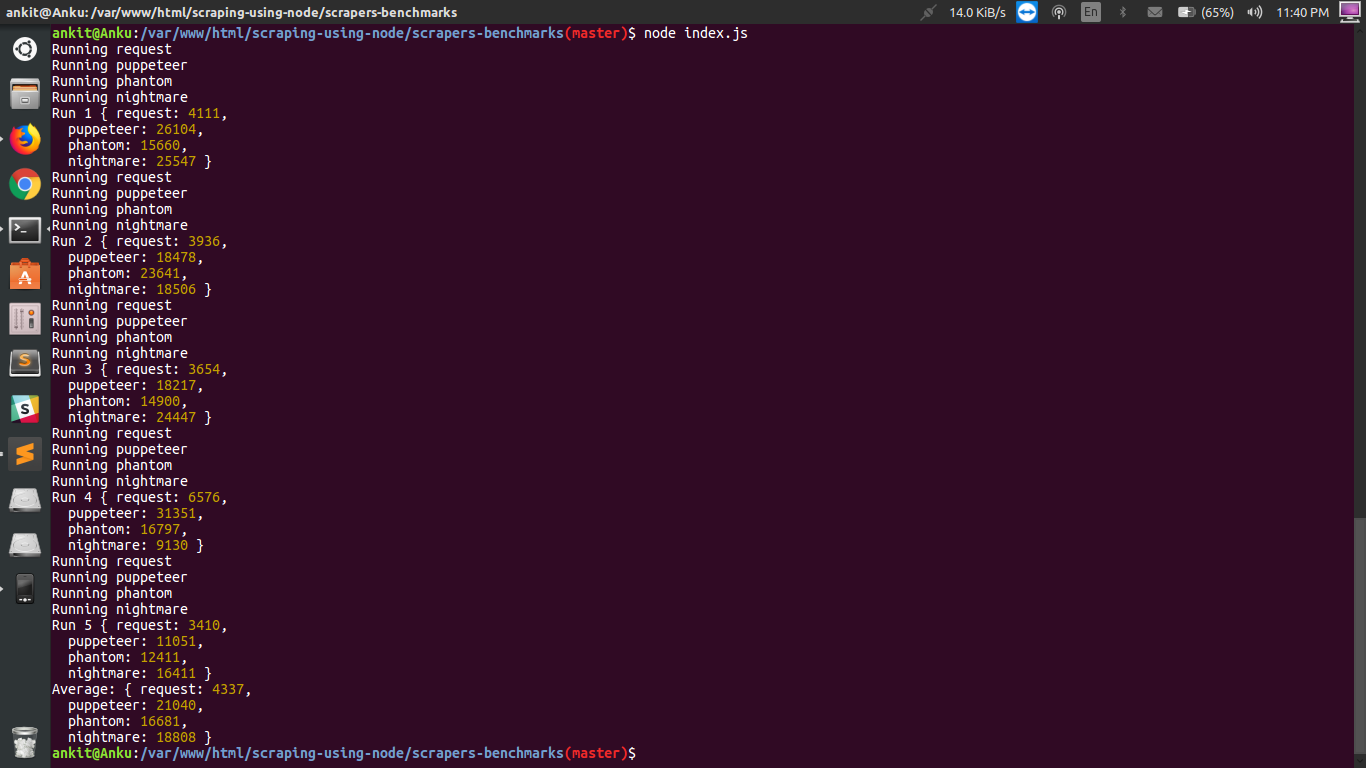 ankit@Anku: /var/www/html/scraping-using-node/scrapers-benchmarks
14.0 KiB/s En (65%) 11:40 PM
ankit@Anku:/var/www/html/scraping-using-node/scrapers-benchmarks(master)$ node index.js
Running request
Running puppeteer
Running phantom
Running nightmare
Run 1 { request: 4111,
puppeteer: 26104,
phantom: 15660,
nightmare: 25547 }
Running request
Running puppeteer
Running phantom
Running nightmare
Run 2 { request: 3936,
puppeteer: 18478,
phantom: 23641,
nightmare: 18506 }
Running request
Running puppeteer
Running phantom
Running nightmare
Run 3 { request: 3654,
puppeteer: 18217,
phantom: 14900,
nightmare: 24447 }
Running request
Running puppeteer
Running phantom
Running nightmare
Run 4 { request: 6576,
puppeteer: 31351,
phantom: 16797,
nightmare: 9130 }
Running request
Running puppeteer
Running phantom
Running nightmare
Run 5 { request: 3410,
puppeteer: 11051,
phantom: 12411,
nightmare: 16411 }
Average: { request: 4337,
puppeteer: 21040,
phantom: 16681,
nightmare: 18808 }
ankit@Anku:/var/www/html/scraping-using-node/scrapers-benchmarks(master)$